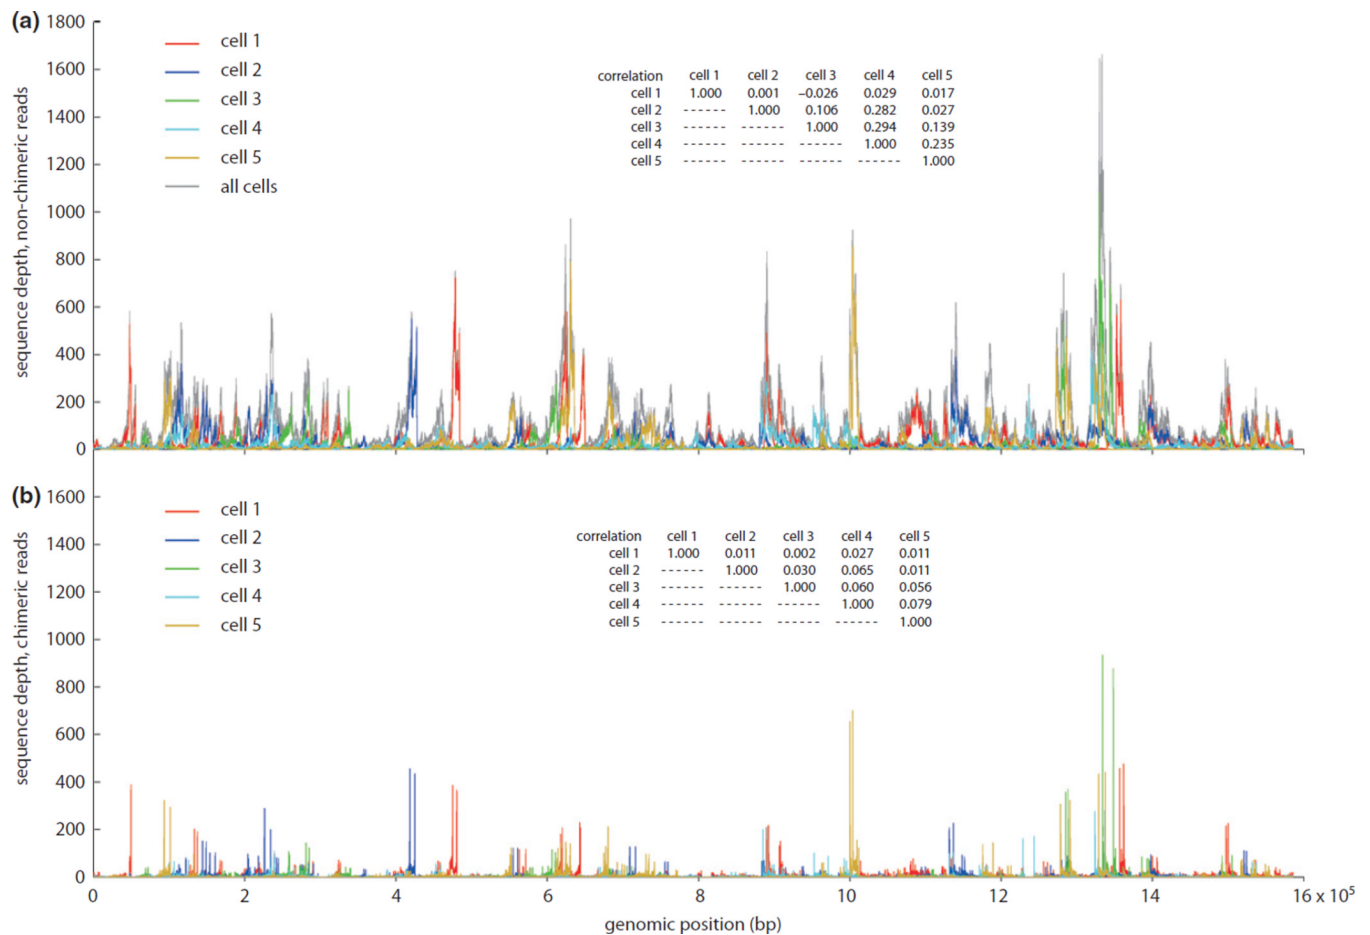 (a)
1800
1600
1400
1200
1000
800
600
400
200
0
sequence depth, non-chimeric reads
cell 1
cell 2
cell 3
cell 4
cell 5
all cells
correlation cell 1 cell 2 cell 3 cell 4 cell 5
cell 1 1.000 0.001 –0.026 0.029 0.017
cell 2 ------ 1.000 0.106 0.282 0.027
cell 3 ------ ------ 1.000 0.294 0.139
cell 4 ------ ------ ------ 1.000 0.235
cell 5 ------ ------ ------ ------ 1.000
(b)
1600
1400
1200
1000
800
600
400
200
0
sequence depth, chimeric reads
cell 1
cell 2
cell 3
cell 4
cell 5
correlation cell 1 cell 2 cell 3 cell 4 cell 5
cell 1 1.000 0.011 0.002 0.027 0.011
cell 2 ------ 1.000 0.030 0.065 0.011
cell 3 ------ ------ 1.000 0.060 0.056
cell 4 ------ ------ ------ 1.000 0.079
cell 5 ------ ------ ------ ------ 1.000
0 2 4 6 8 10 12 14 16 x 10⁵
genomic position (bp)